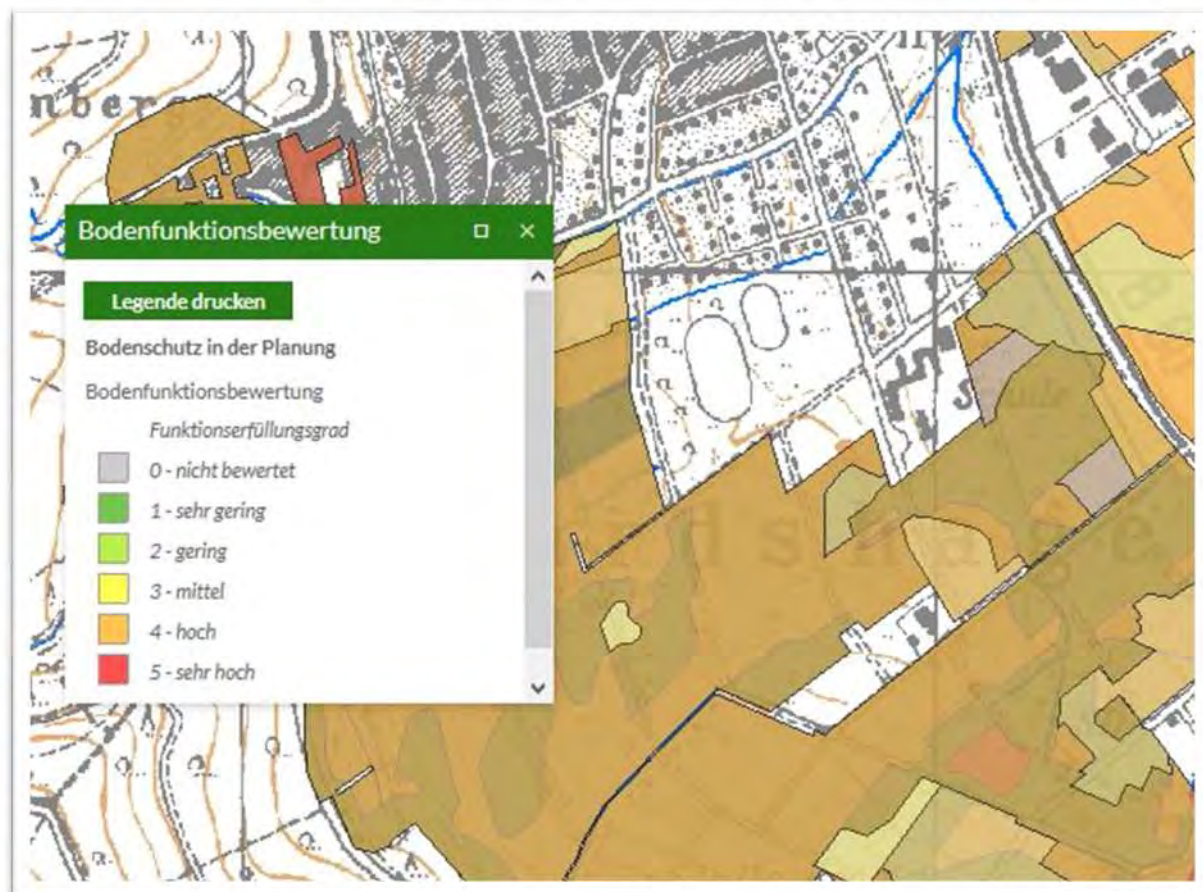 nberg
Bodenfunktionsbewertung
Legende drucken
Bodenschutz in der Planung
Bodenfunktionsbewertung
Funktionserfüllungsgrad
0 - nicht bewertet
1 - sehr gering
2 - gering
3 - mittel
4 - hoch
5 - sehr hoch